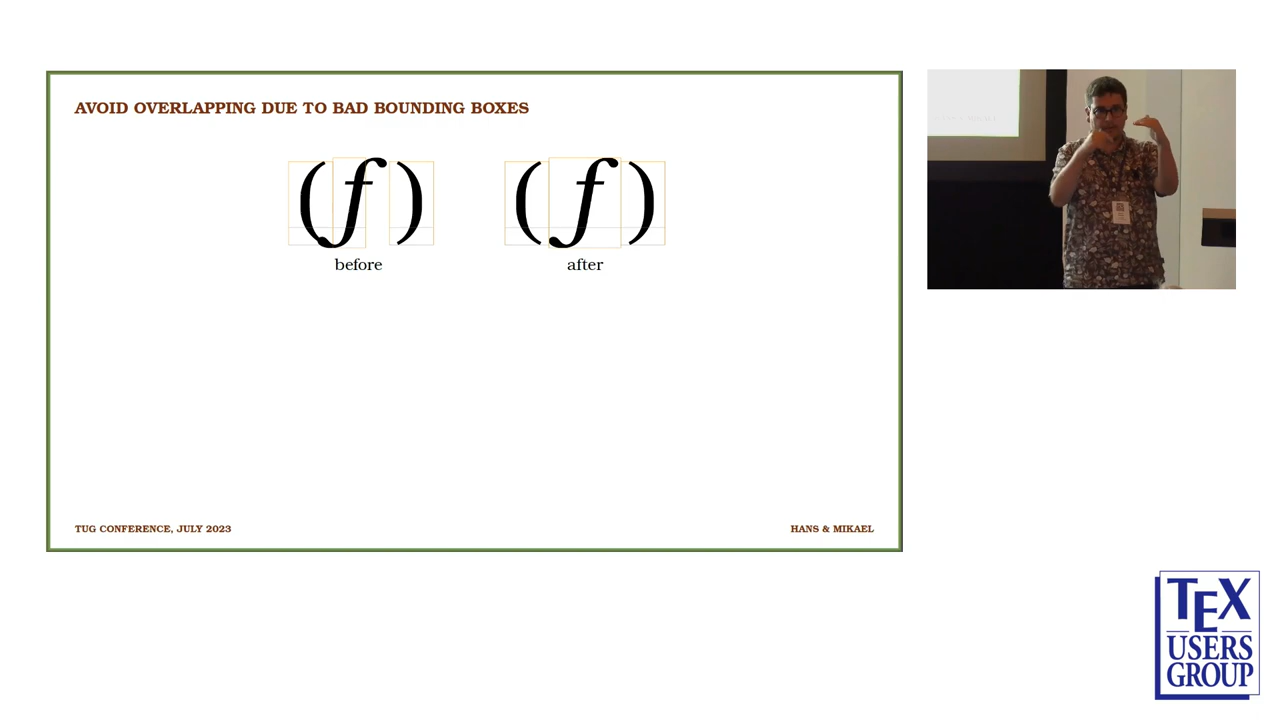 AVOID OVERLAPPING DUE TO BAD BOUNDING BOXES
(f) (f)
before after
TUG CONFERENCE, JULY 2023 HANS & MIKAEL
TEX
USERS
GROUP